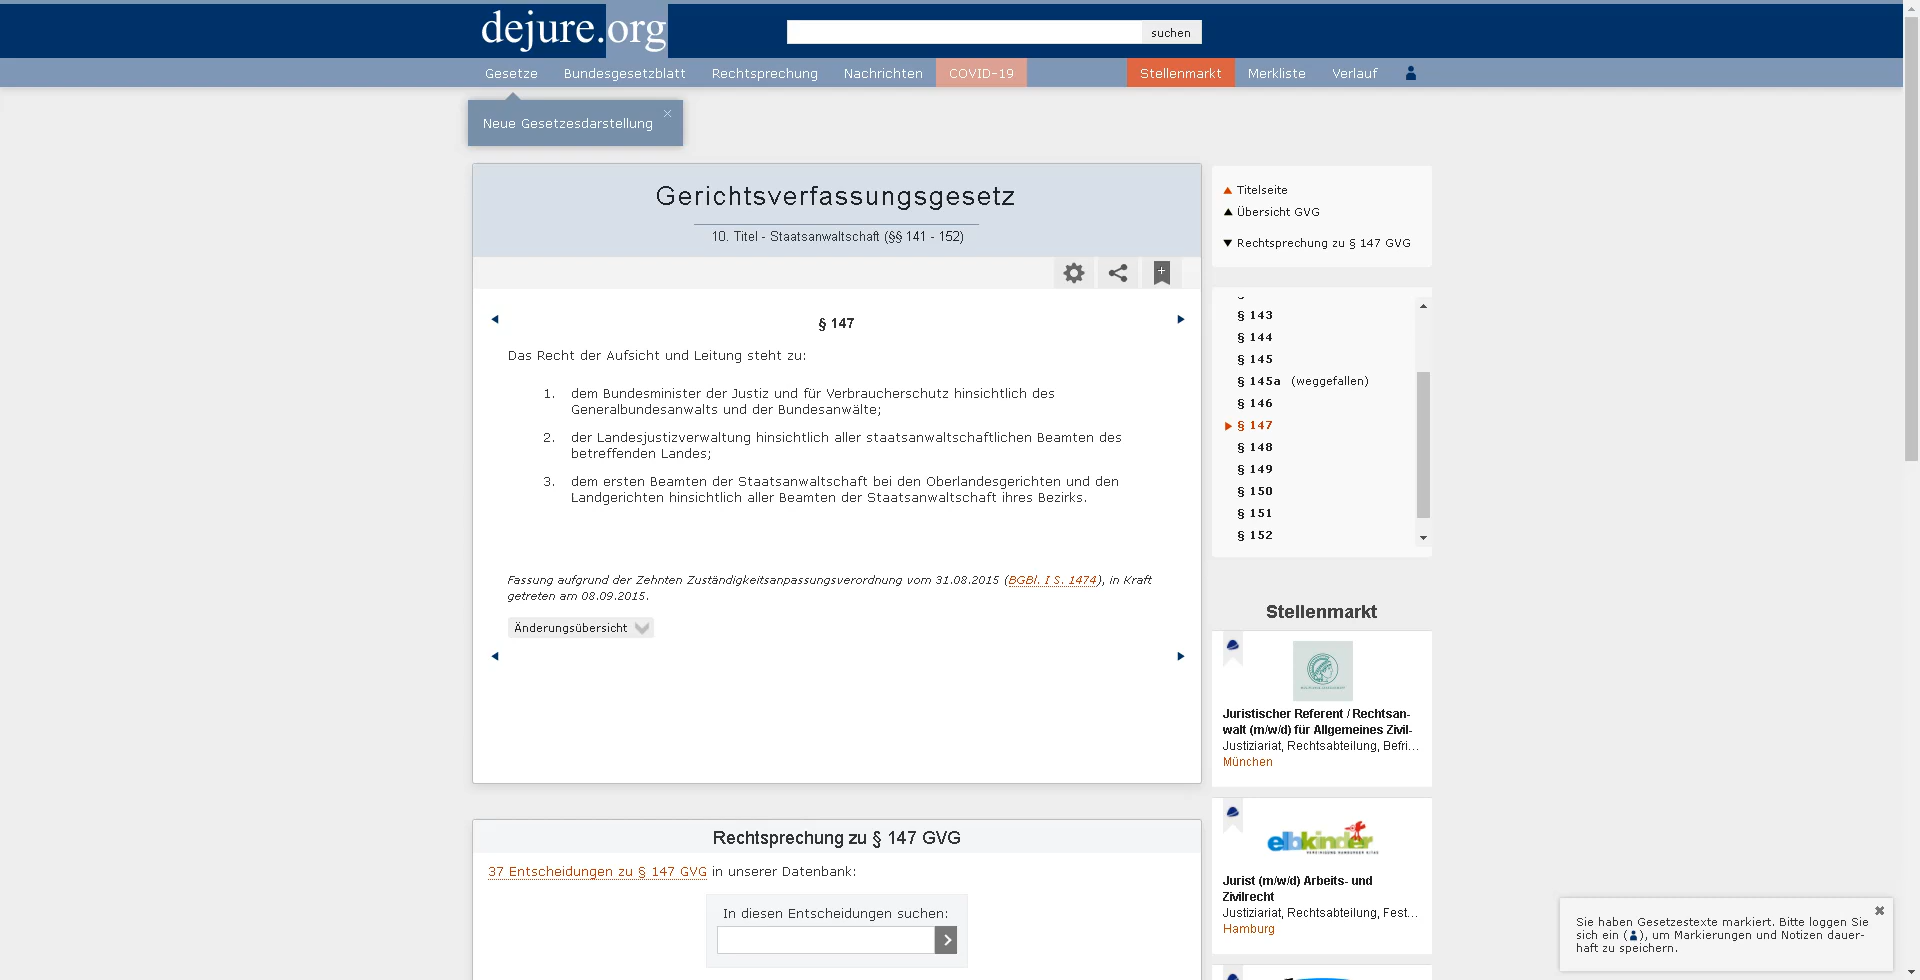 dejure.org
suchen
Gesetze Bundesgesetzblatt Rechtsprechung Nachrichten COVID-19 Stellenmarkt Merkliste Verlauf
Neue Gesetzesdarstellung
Gerichtsverfassungsgesetz
10. Titel - Staatsanwaltschaft (§§ 141 - 152)
§ 147
Das Recht der Aufsicht und Leitung steht zu:
1. dem Bundesminister der Justiz und für Verbraucherschutz hinsichtlich des
Generalbundesanwalts und der Bundesanwälte;
2. der Landesjustizverwaltung hinsichtlich aller staatsanwaltschaftlichen Beamten des
betreffenden Landes;
3. dem ersten Beamten der Staatsanwaltschaft bei den Oberlandesgerichten und den
Landgerichten hinsichtlich aller Beamten der Staatsanwaltschaft ihres Bezirks.
Fassung aufgrund der Zehnten Zuständigkeitsanpassungsverordnung vom 31.08.2015 (BGBl. I S. 1474), in Kraft
getreten am 08.09.2015.
Änderungsübersicht
Rechtsprechung zu § 147 GVG
37 Entscheidungen zu § 147 GVG in unserer Datenbank:
In diesen Entscheidungen suchen:
Titelseite
Übersicht GVG
Rechtsprechung zu § 147 GVG
§ 143
§ 144
§ 145
§ 145a (weggefallen)
§ 146
§ 147
§ 148
§ 149
§ 150
§ 151
§ 152
Stellenmarkt
Juristischer Referent / Rechtsan-
walt (m/w/d) für Allgemeines Zivil-
Justiziariat, Rechtsabteilung, Befri...
München
elbkinder
Jurist (m/w/d) Arbeits- und
Zivilrecht
Justiziariat, Rechtsabteilung, Fest...
Hamburg
Sie haben Gesetzestexte markiert. Bitte loggen Sie
sich ein ( ), um Markierungen und Notizen dauer-
haft zu speichern.